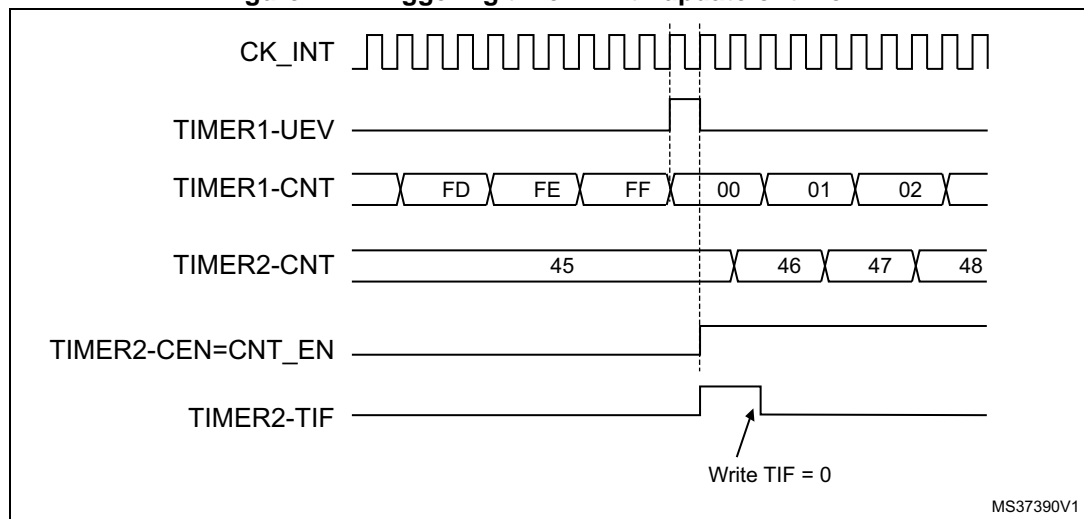 CK_INT
TIMER1-UEV
TIMER1-CNT FD FE FF 00 01 02
TIMER2-CNT 45 46 47 48
TIMER2-CEN=CNT_EN
TIMER2-TIF
Write TIF = 0
MS37390V1